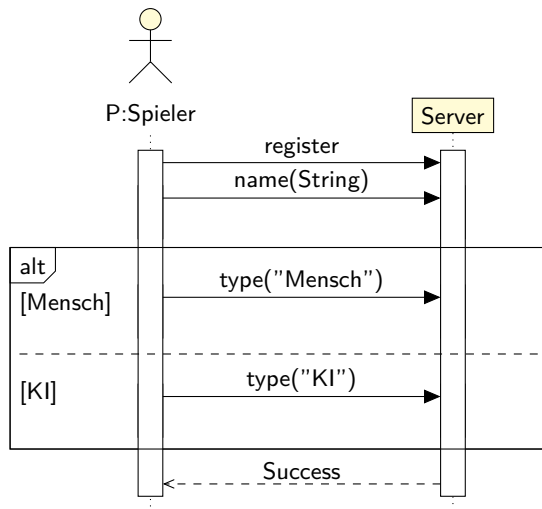 P:Spieler
Server
register
name(String)
alt
[Mensch]
type("Mensch")
[KI]
type("KI")
Success